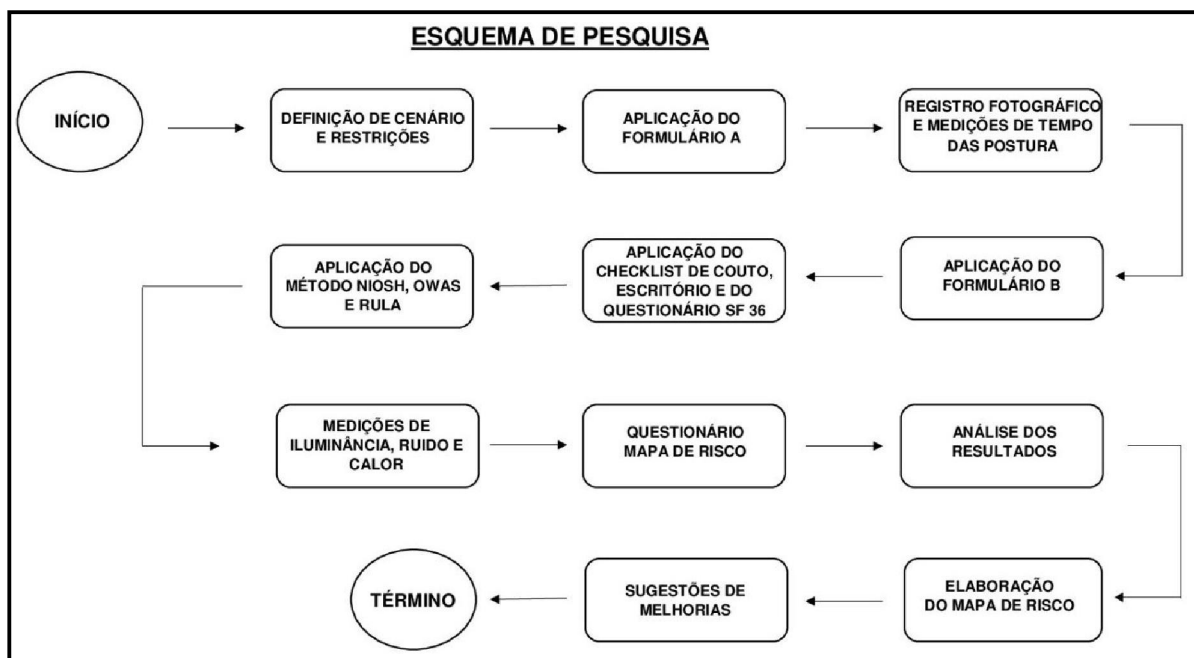 ESQUEMA DE PESQUISA
INÍCIO
DEFINIÇÃO DE CENÁRIO
E RESTRIÇÕES
APLICAÇÃO DO
FORMULÁRIO A
REGISTRO FOTOGRÁFICO
E MEDIÇÕES DE TEMPO
DAS POSTURA
APLICAÇÃO DO
FORMULÁRIO B
APLICAÇÃO DO
CHECKLIST DE COUTO,
ESCRITÓRIO E DO
QUESTIONÁRIO SF 36
APLICAÇÃO DO
MÉTODO NIOSH, OWAS
E RULA
MEDIÇÕES DE
ILUMINÂNCIA, RUIDO E
CALOR
QUESTIONÁRIO
MAPA DE RISCO
ANÁLISE DOS
RESULTADOS
ELABORAÇÃO
DO MAPA DE RISCO
SUGESTÕES DE
MELHORIAS
TÉRMINO